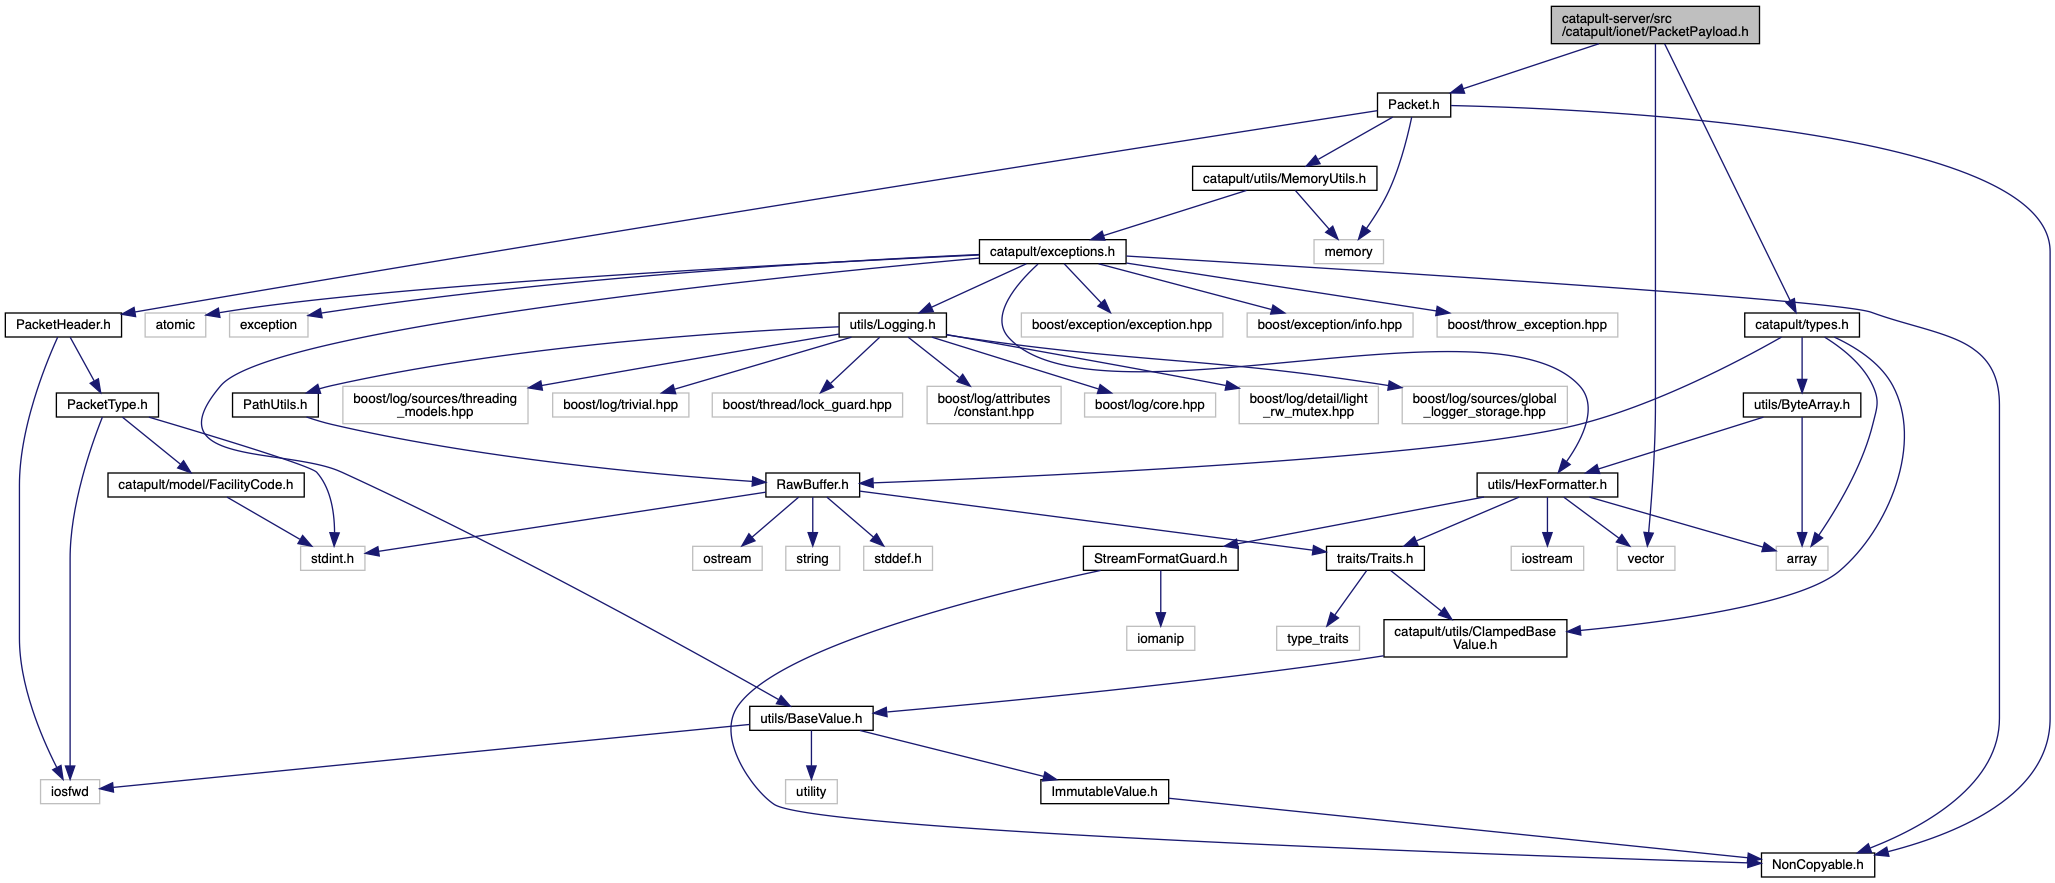 catapult-server/src
/catapult/ionet/PacketPayload.h
Packet.h
catapult/utils/MemoryUtils.h
catapult/exceptions.h
memory
PacketHeader.h
atomic
exception
utils/Logging.h
boost/exception/exception.hpp
boost/exception/info.hpp
boost/throw_exception.hpp
catapult/types.h
PacketType.h
PathUtils.h
boost/log/sources/threading
_models.hpp
boost/log/trivial.hpp
boost/thread/lock_guard.hpp
boost/log/attributes
/constant.hpp
boost/log/core.hpp
boost/log/detail/light
_rw_mutex.hpp
boost/log/sources/global
_logger_storage.hpp
utils/ByteArray.h
catapult/model/FacilityCode.h
RawBuffer.h
utils/HexFormatter.h
stdint.h
ostream
string
stddef.h
StreamFormatGuard.h
traits/Traits.h
iostream
vector
array
iomanip
type_traits
catapult/utils/ClampedBase
Value.h
utils/BaseValue.h
iosfwd
utility
ImmutableValue.h
NonCopyable.h